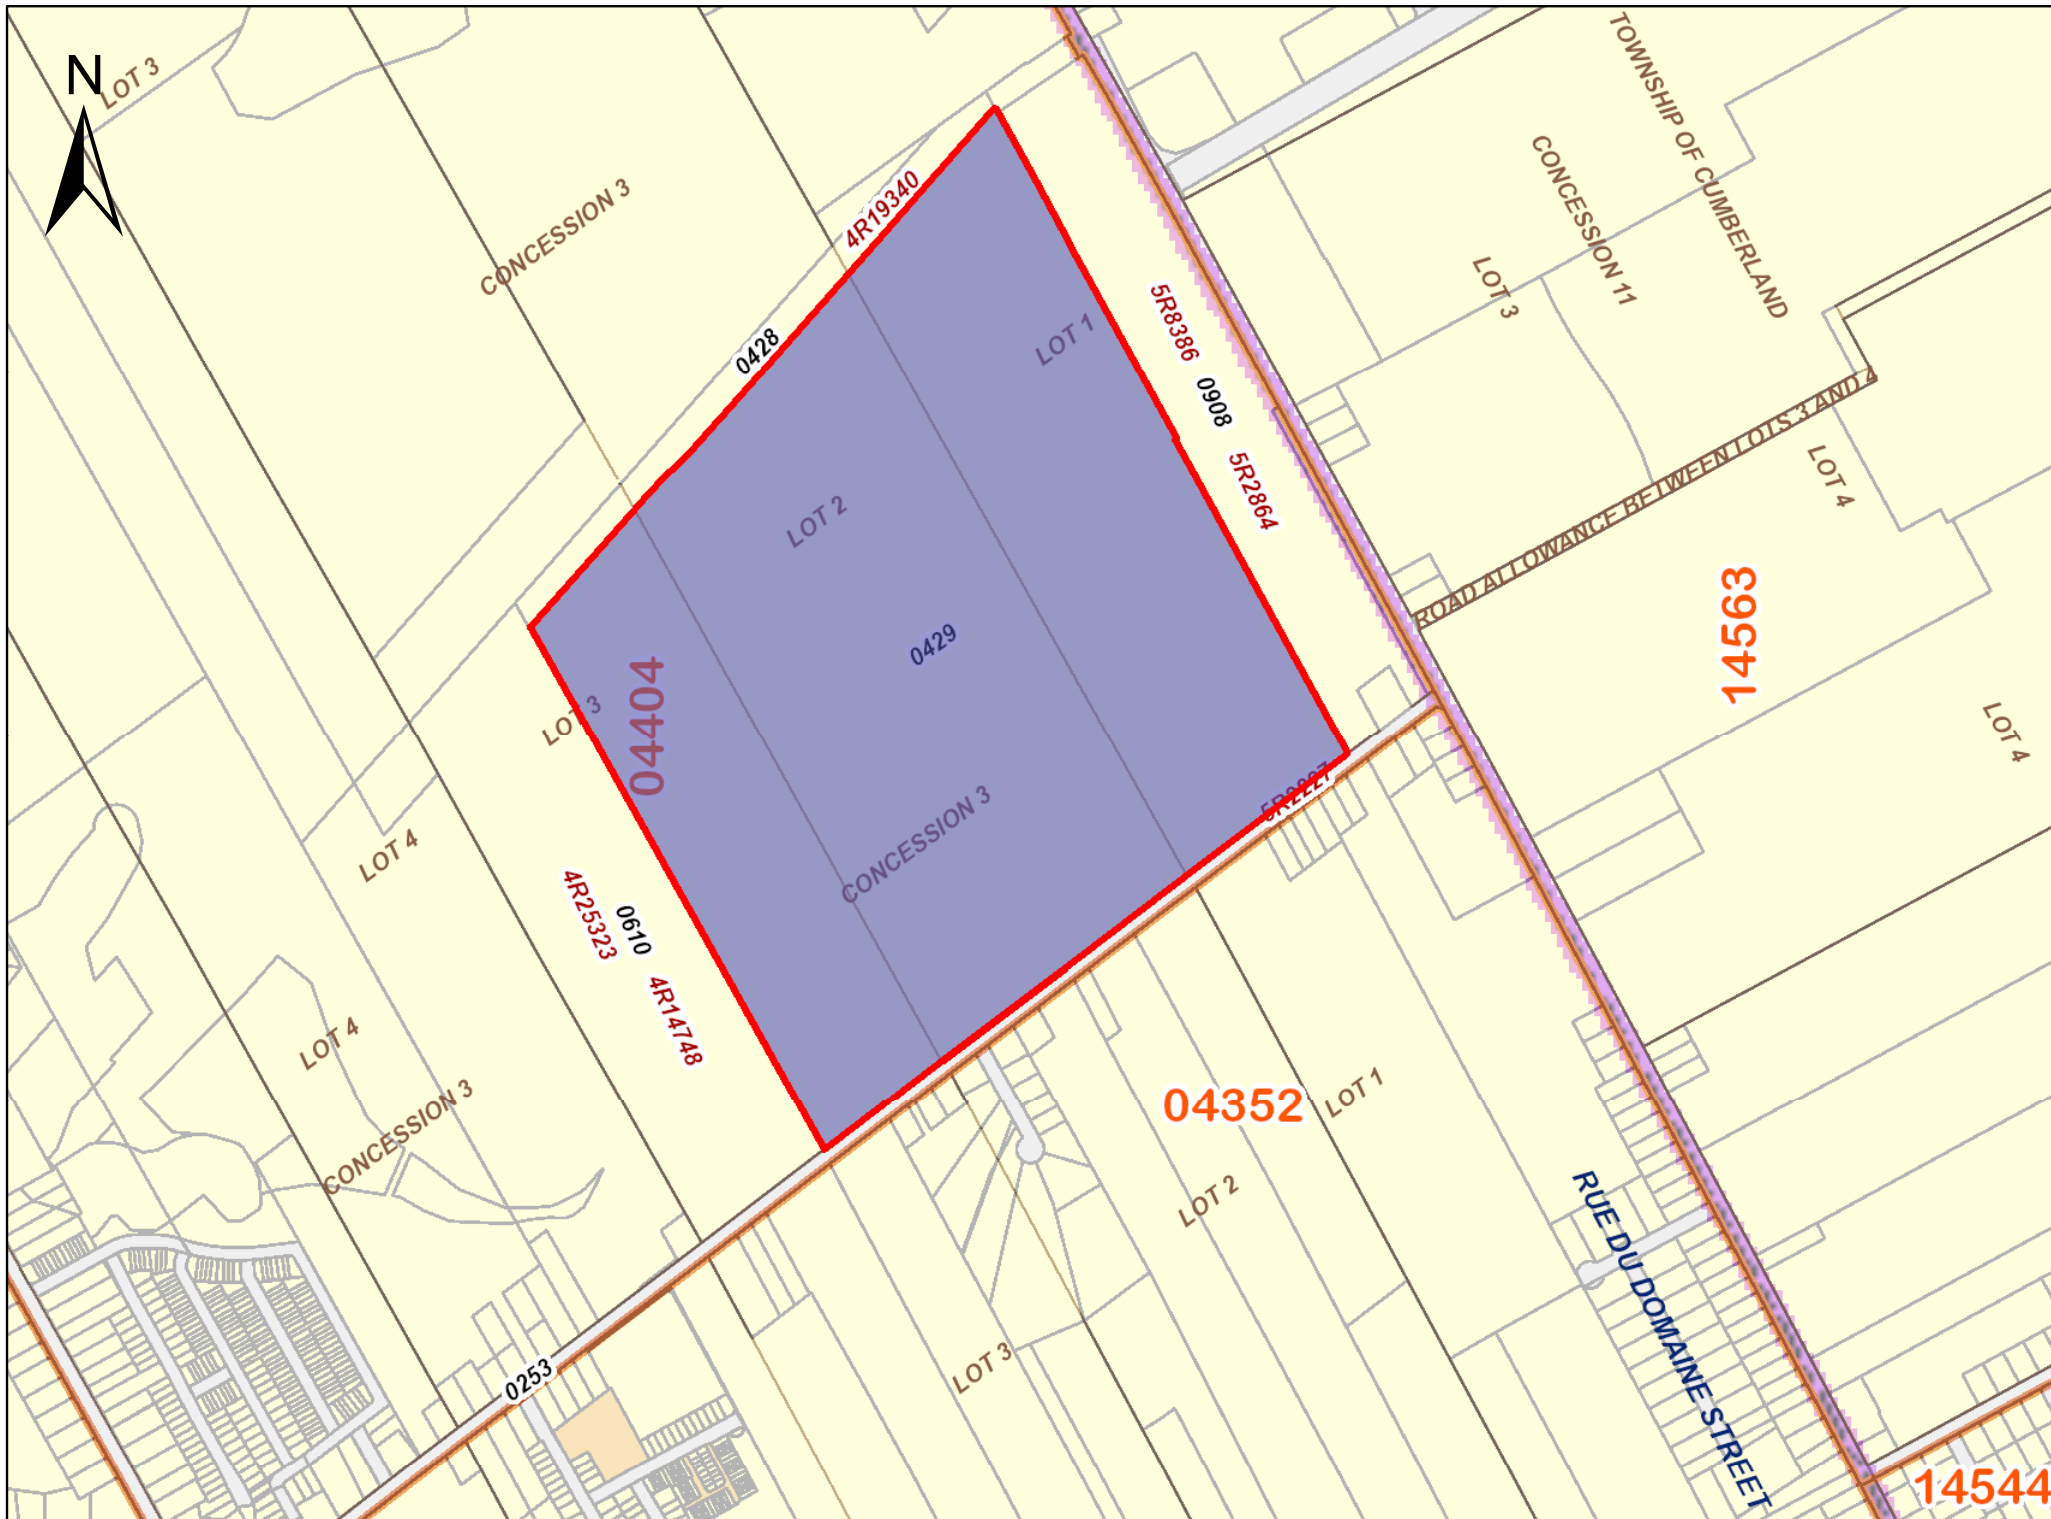 N
LOT 3
TOWNSHIP OF CUMBERLAND
CONCESSION 3
CONCESSION 11
4R19340
LOT 3
5R8386
0428
LOT 1
0908
ROAD ALLOWANCE BETWEEN LOTS 3 AND 4
LOT 4
5R2864
LOT 2
14563
0429
04404
LOT 3
LOT 4
5R2227
CONCESSION 3
LOT 4
4R25323
0610
4R14748
LOT 4
04352
LOT 1
CONCESSION 3
LOT 2
RUE DU DOMAINE STREET
LOT 3
0253
14544